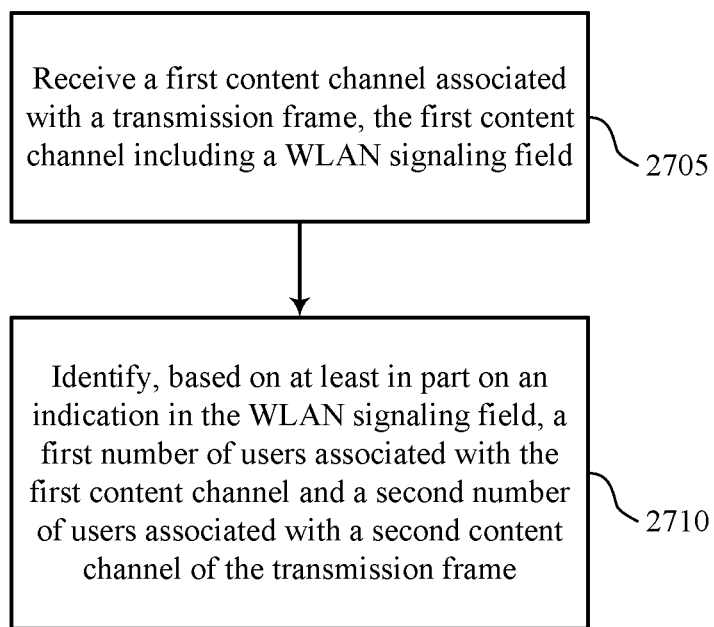 Receive a first content channel associated
with a transmission frame, the first content
channel including a WLAN signaling field
2705
Identify, based on at least in part on an
indication in the WLAN signaling field, a
first number of users associated with the
first content channel and a second number
of users associated with a second content
channel of the transmission frame
2710